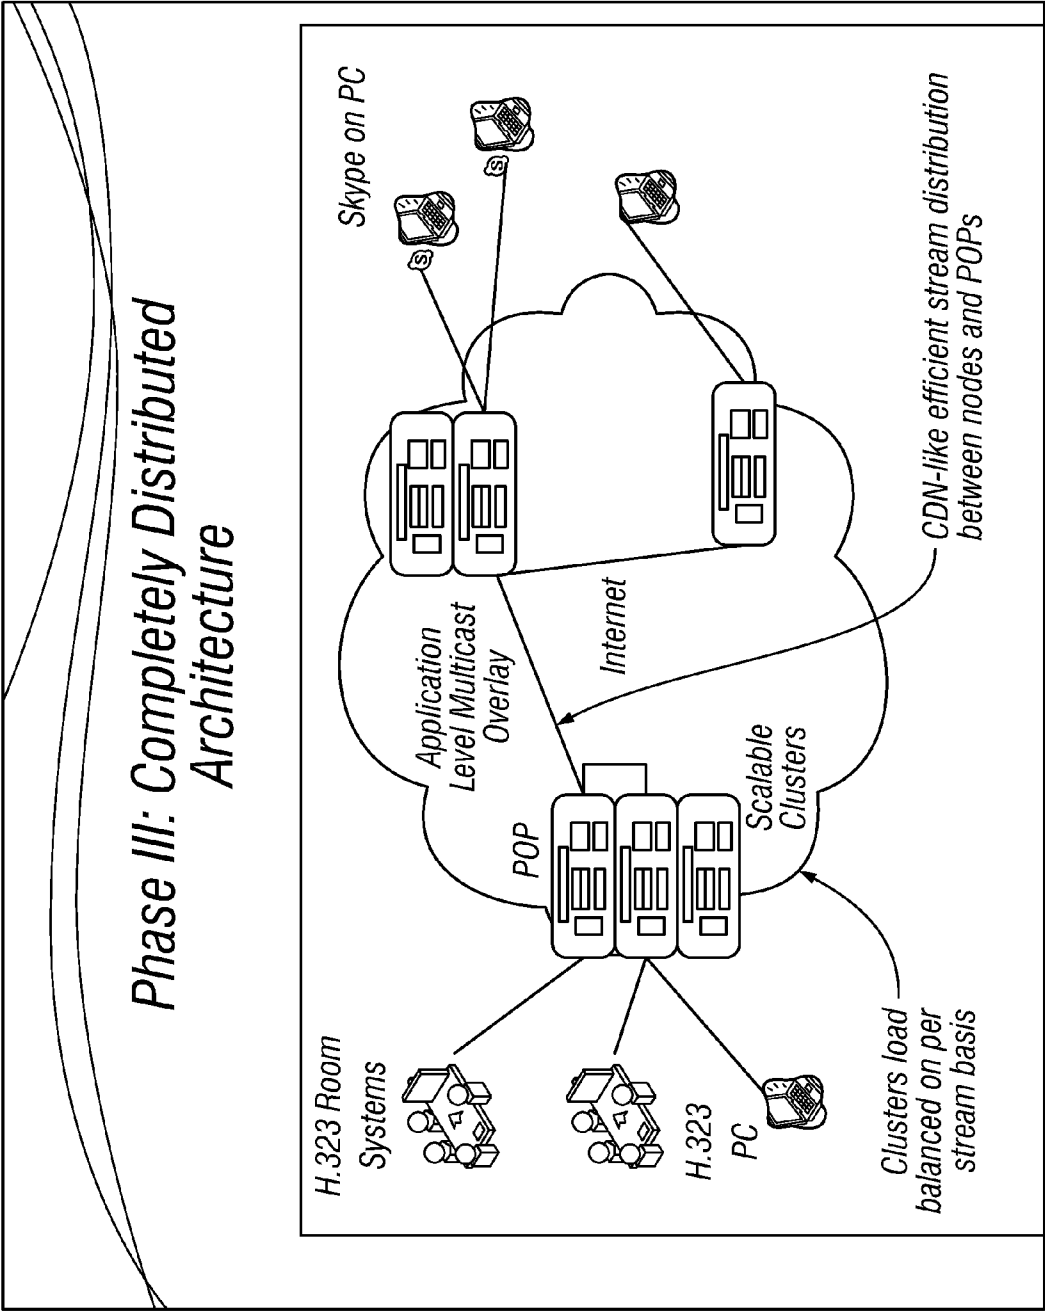 Phase III: Completely Distributed
Architecture
H.323 Room
Systems
H.323
PC
POP
Scalable
Clusters
Application
Level Multicast
Overlay
Internet
Skype on PC
S
S
Clusters load
balanced on per
stream basis
CDN-like efficient stream distribution
between nodes and POPs